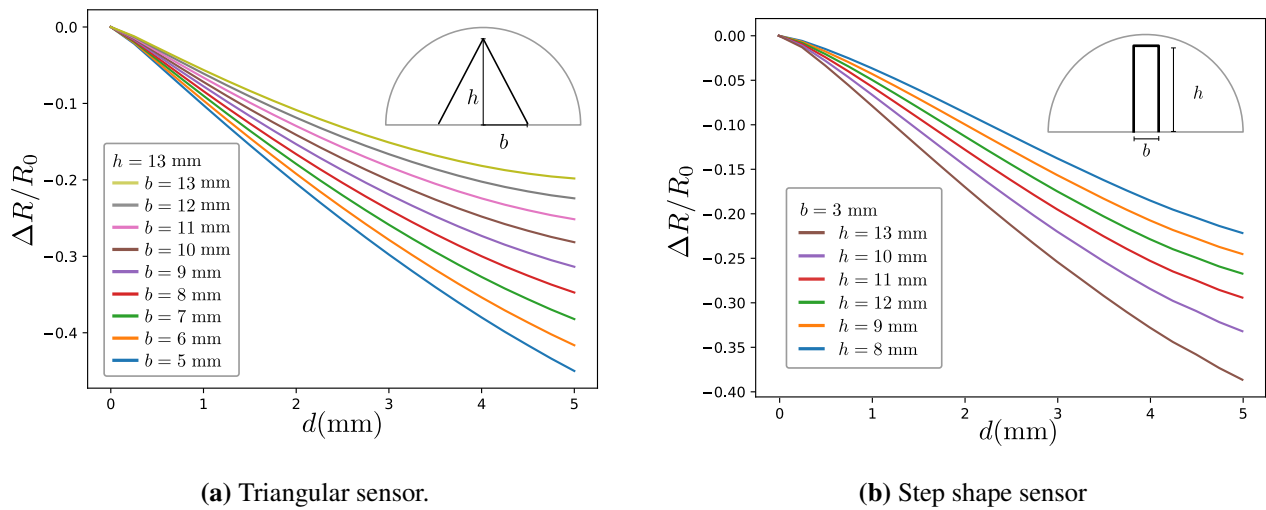 0.0
−0.1
−0.2
−0.3
−0.4
ΔR/R₀
h
b
h = 13 mm
b = 13 mm
b = 12 mm
b = 11 mm
b = 10 mm
b = 9 mm
b = 8 mm
b = 7 mm
b = 6 mm
b = 5 mm
0 1 2 3 4 5
d(mm)
(a) Triangular sensor.
0.00
−0.05
−0.10
−0.15
−0.20
−0.25
−0.30
−0.35
−0.40
ΔR/R₀
h
b
b = 3 mm
h = 13 mm
h = 10 mm
h = 11 mm
h = 12 mm
h = 9 mm
h = 8 mm
0 1 2 3 4 5
d(mm)
(b) Step shape sensor